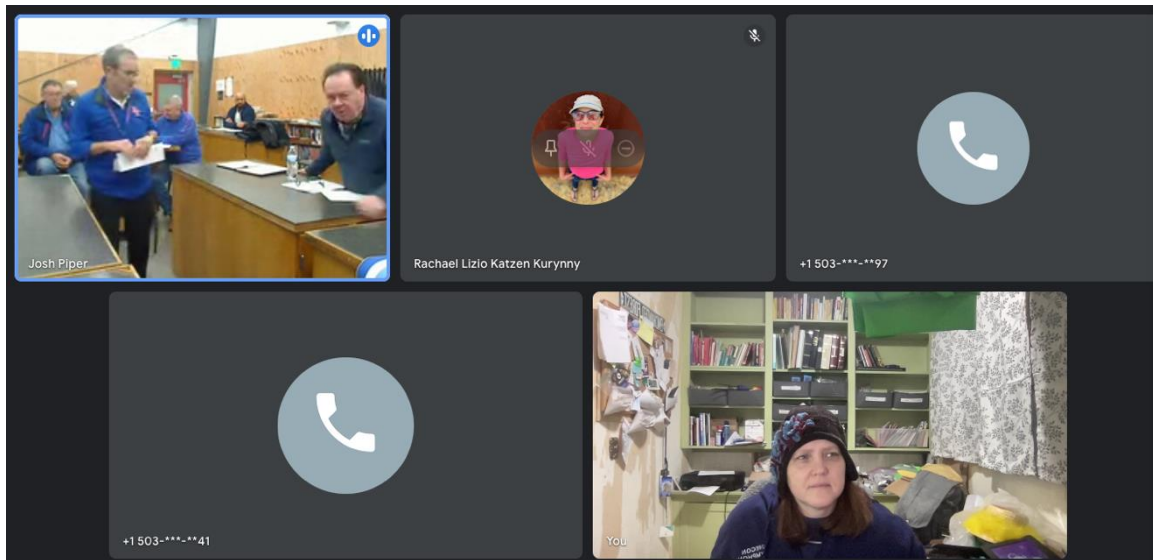 Josh Piper
Rachael Lizio Katzen Kurynny
+1 503-***-**97
+1 503-***-**41
You